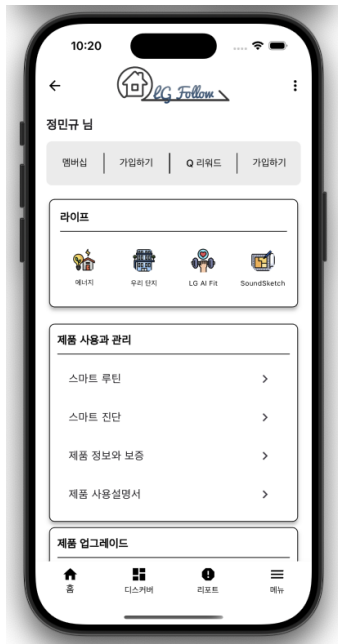 10:20
LG Follow
정민규 님
멤버십 가입하기 Q 리워드 가입하기
라이프
에너지 우리 단지 LG AI Fit SoundSketch
제품 사용과 관리
스마트 루틴
스마트 진단
제품 정보와 보증
제품 사용설명서
제품 업그레이드
홈 디스커버 리포트 메뉴